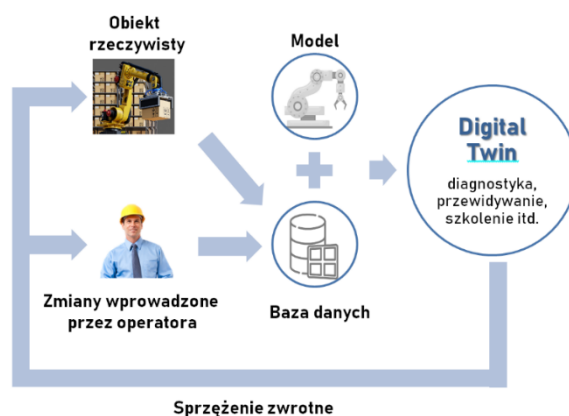 Obiekt
rzeczywisty
Model
Digital
Twin
diagnostyka,
przewidywanie,
szkolenie itd.
Zmiany wprowadzone
przez operatora
Baza danych
Sprzężenie zwrotne